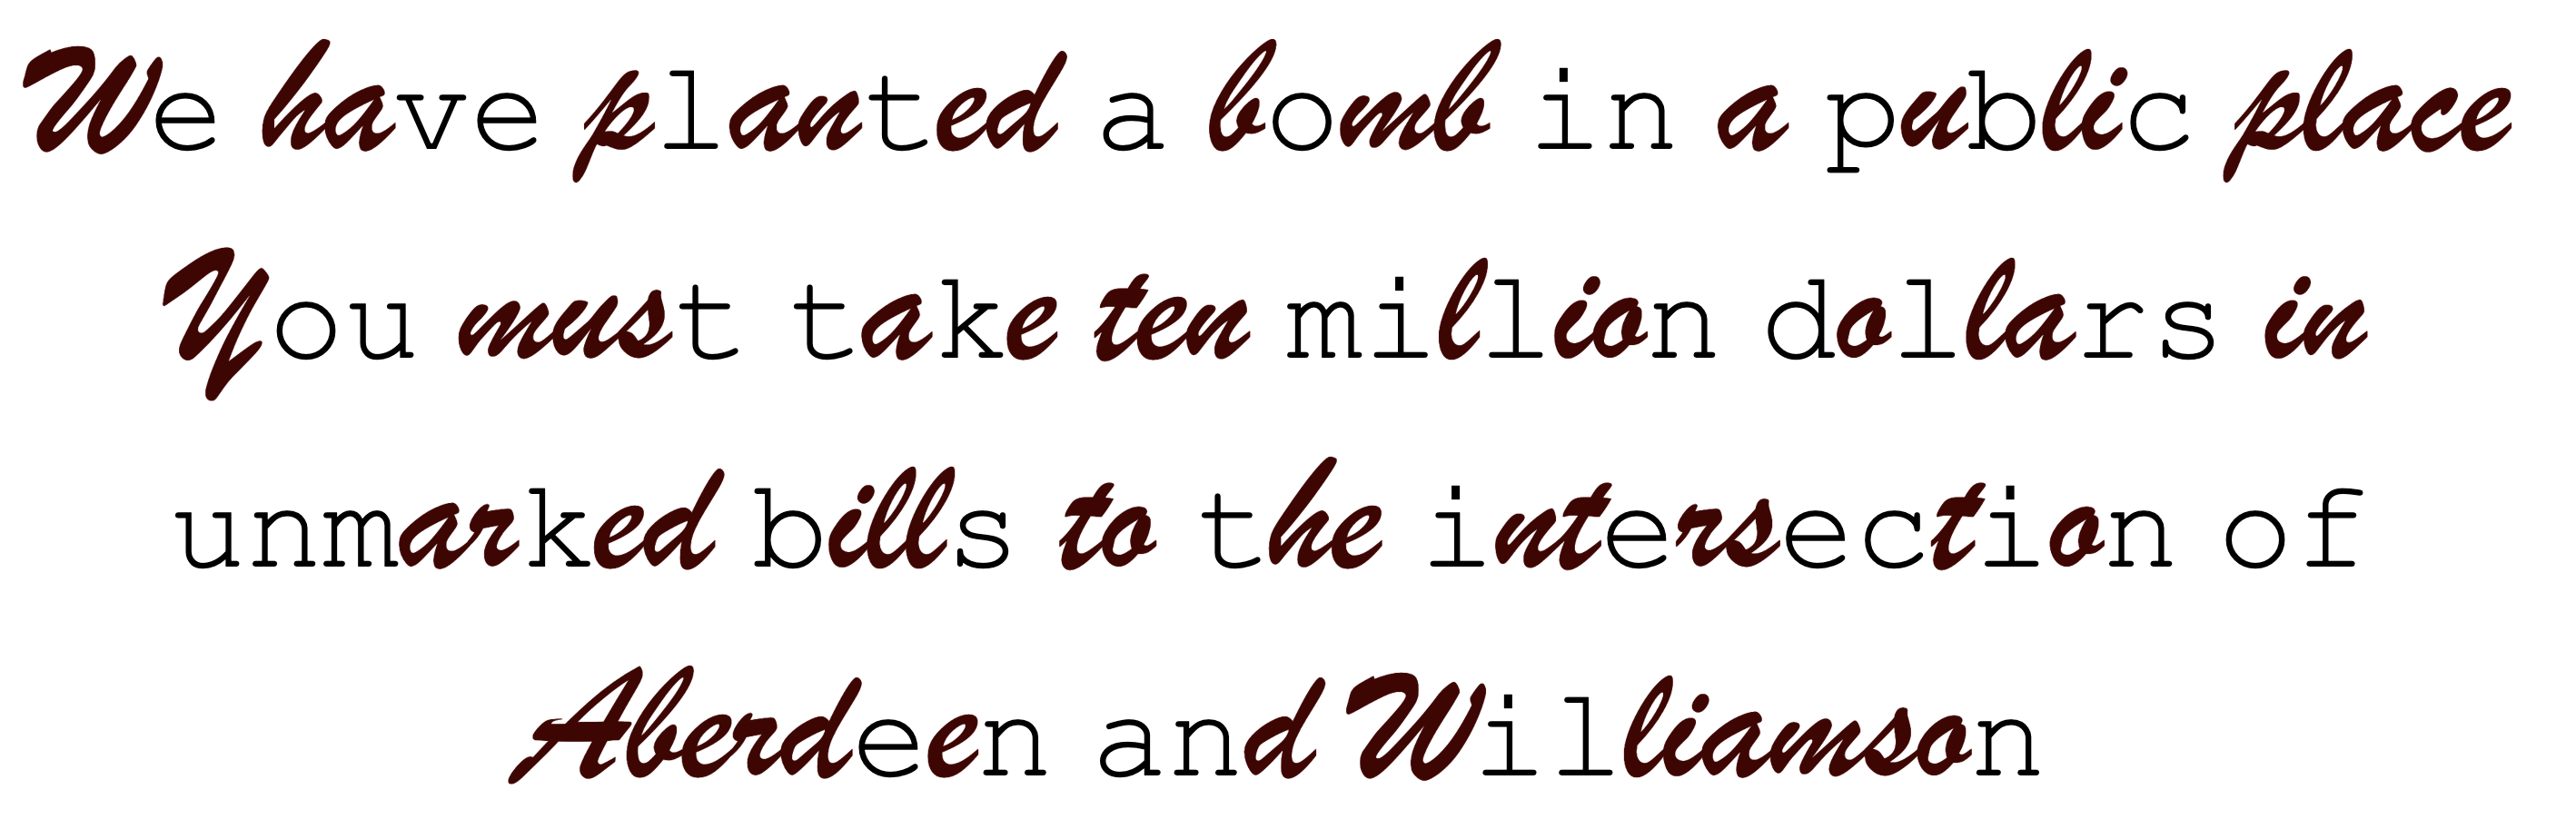 We have planted a bomb in a public place
You must take ten million dollars in
unmarked bills to the intersection of
Aberdeen and Williamson